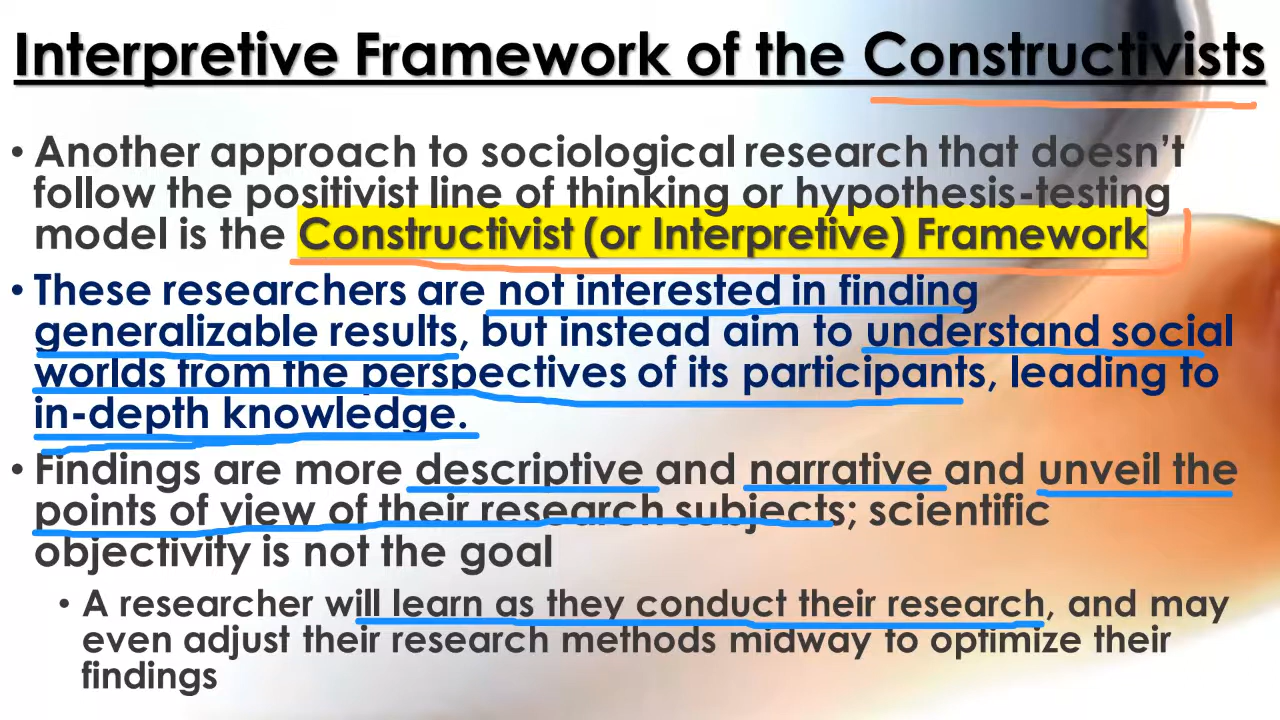 Interpretive Framework of the Constructivists
• Another approach to sociological research that doesn't
follow the positivist line of thinking or hypothesis-testing
model is the Constructivist (or Interpretive) Framework
• These researchers are not interested in finding
generalizable results, but instead aim to understand social
worlds from the perspectives of its participants, leading to
in-depth knowledge.
• Findings are more descriptive and narrative and unveil the
points of view of their research subjects; scientific
objectivity is not the goal
• A researcher will learn as they conduct their research, and may
even adjust their research methods midway to optimize their
findings